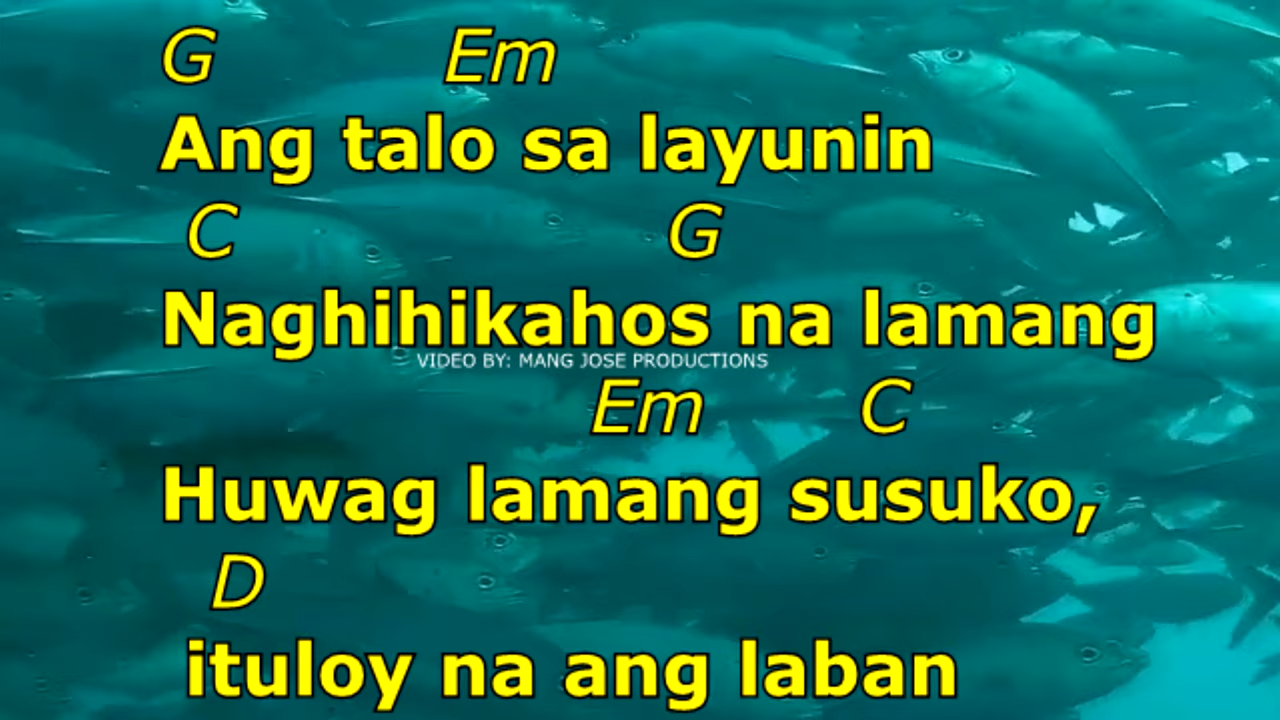 G Em
Ang talo sa layunin
C G
Naghihikahos na lamang
VIDEO BY: MANG JOSE PRODUCTIONS
Em C
Huwag lamang susuko,
D
ituloy na ang laban